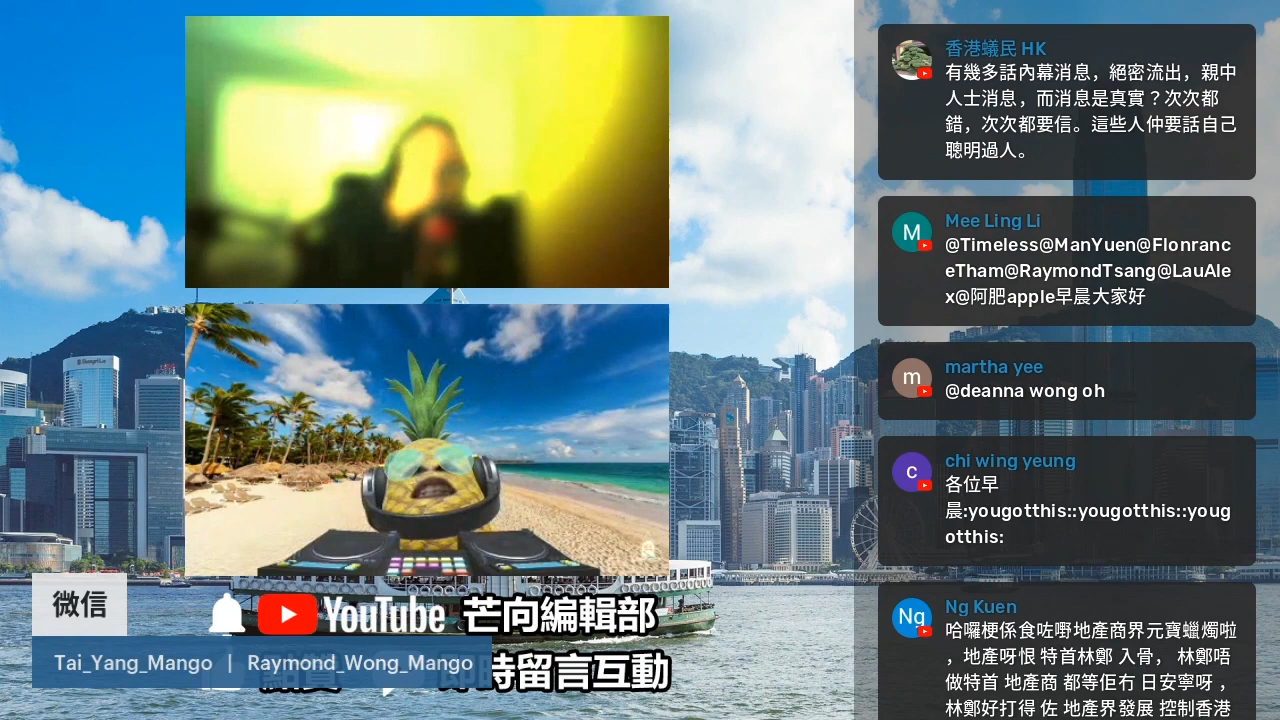 香港蟻民 HK
有幾多話內幕消息，絕密流出，親中
人士消息，而消息是真實？次次都
錯，次次都要信。這些人仲要話自己
聰明過人。
Mee Ling Li
@Timeless@ManYuen@Flonranc
eTham@RaymondTsang@LauAle
x@阿肥apple早晨大家好
martha yee
@deanna wong oh
chi wing yeung
各位早
晨:yougotthis::yougotthis::youg
otthis:
Ng Kuen
哈囉梗係食咗嘢地產商界元寶蠟燭啦
，地產呀恨 特首林鄭 入骨， 林鄭唔
做特首 地產商 都等佢冇 日安寧呀，
林鄭好打得 佐 地產界發展 控制香港
Shangri-La
微信
YouTube 芒向編輯部
Tai_Yang_Mango | Raymond_Wong_Mango
即時留言互動